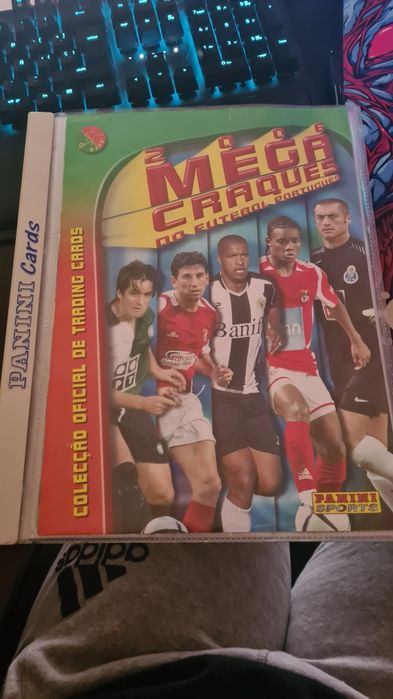 2006
MEGA
CRAQUES
DO FUTEBOL PORTUGUÊS
PANINI Cards
COLECÇÃO OFICIAL DE TRADING CARDS
Banif
PANINI
SPORTS
adidas